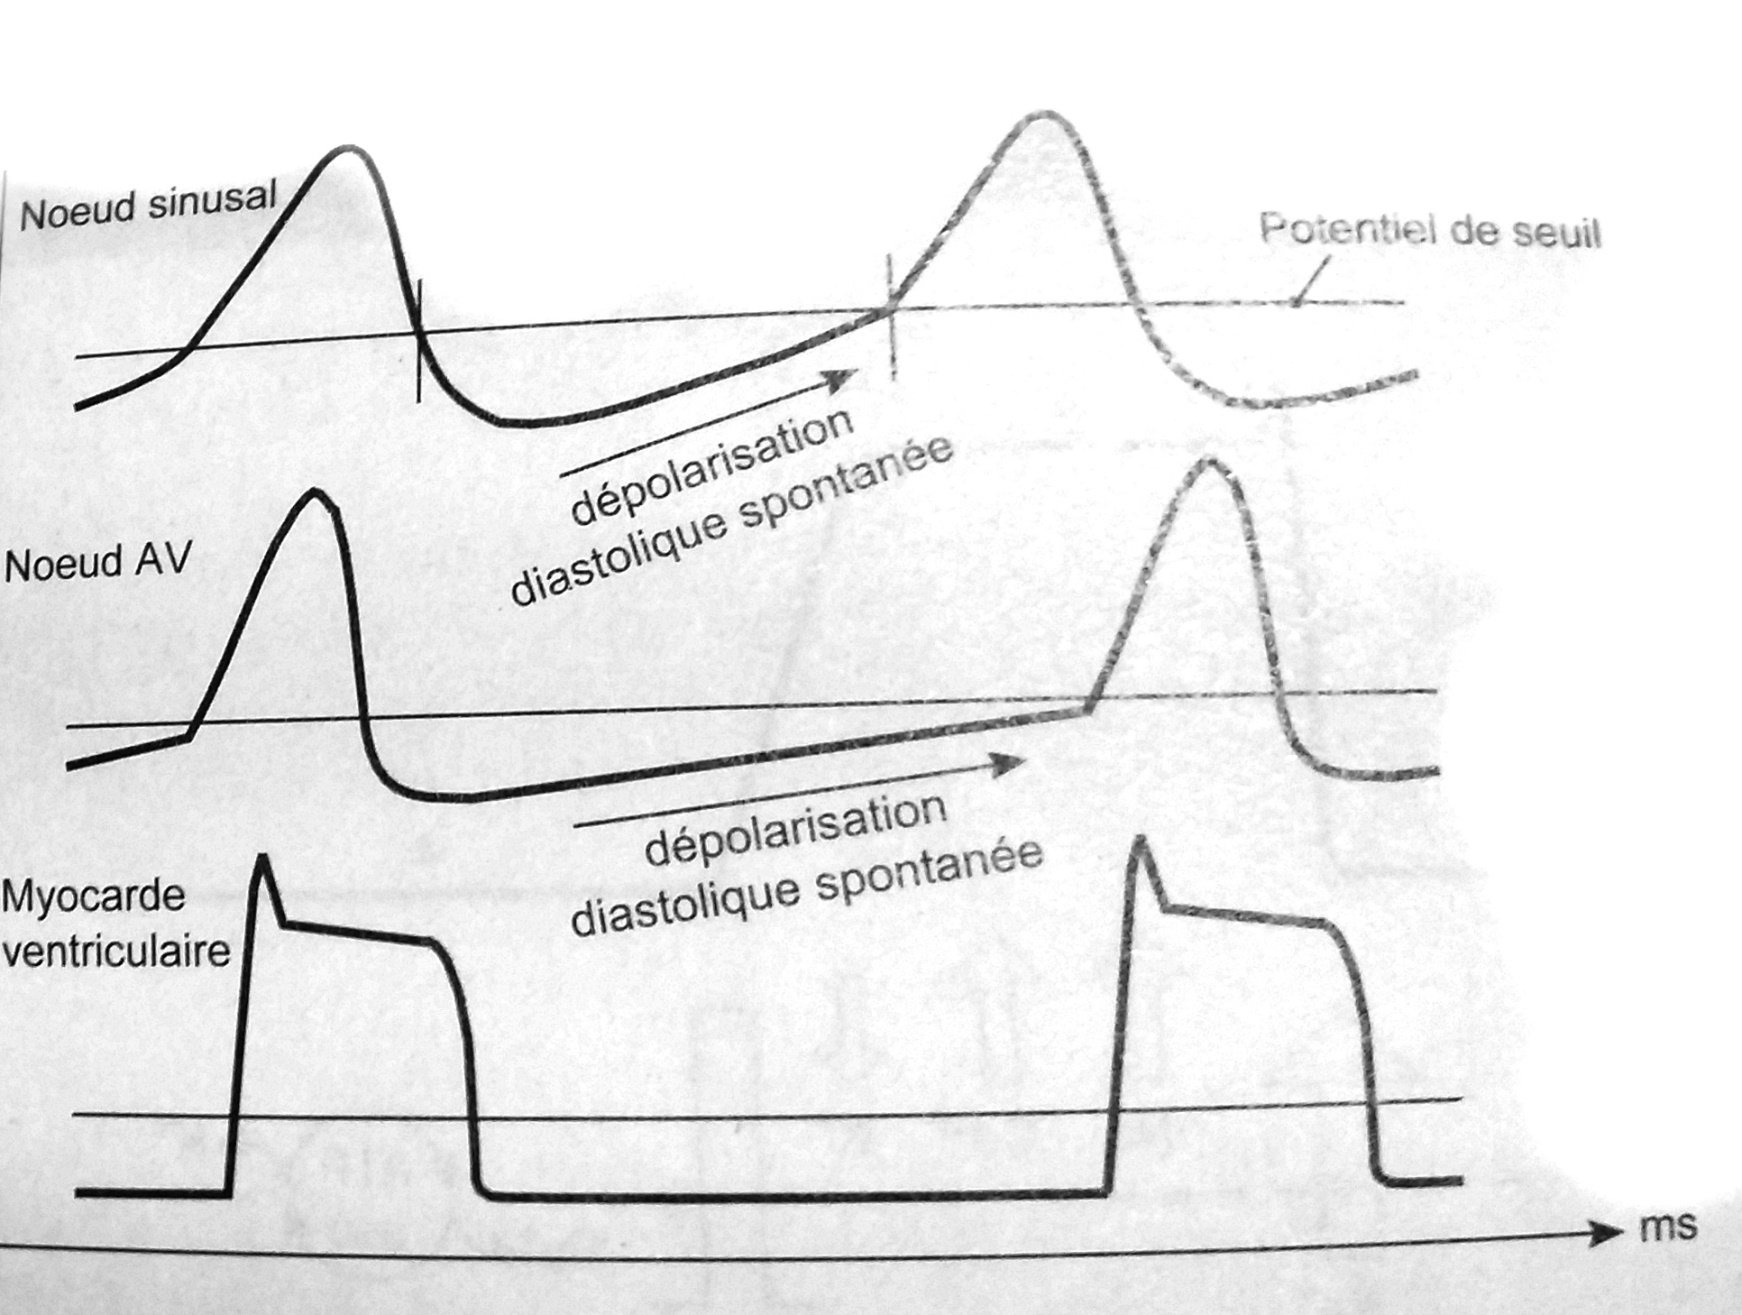 Noeud sinusal
Potentiel de seuil
dépolarisation
diastolique spontanée
Noeud AV
dépolarisation
diastolique spontanée
Myocarde
ventriculaire
ms